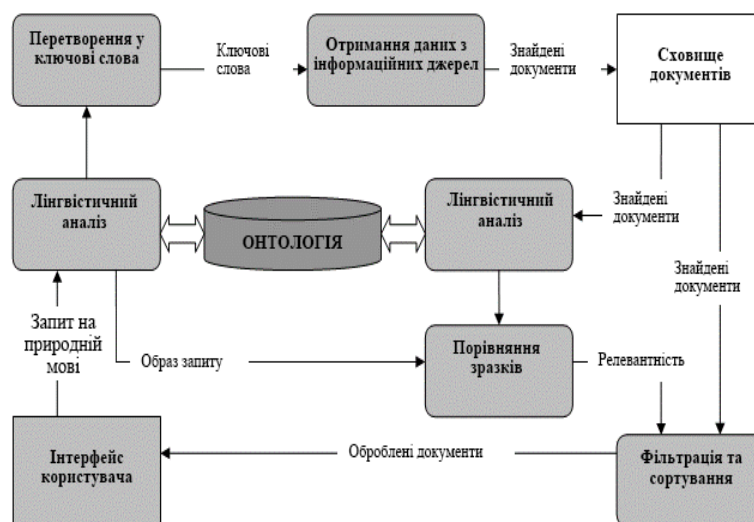 Перетворення у
ключові слова
Ключові
слова
Отримання даних з
інформаційних джерел
Знайдені
документи
Сховище
документів
Лінгвістичний
аналіз
ОНТОЛОГІЯ
Лінгвістичний
аналіз
Знайдені
документи
Знайдені
документи
Запит на
природній
мові
Образ запиту
Порівняння
зразків
Релевантність
Інтерфейс
користувача
Оброблені документи
Фільтрація та
сортування